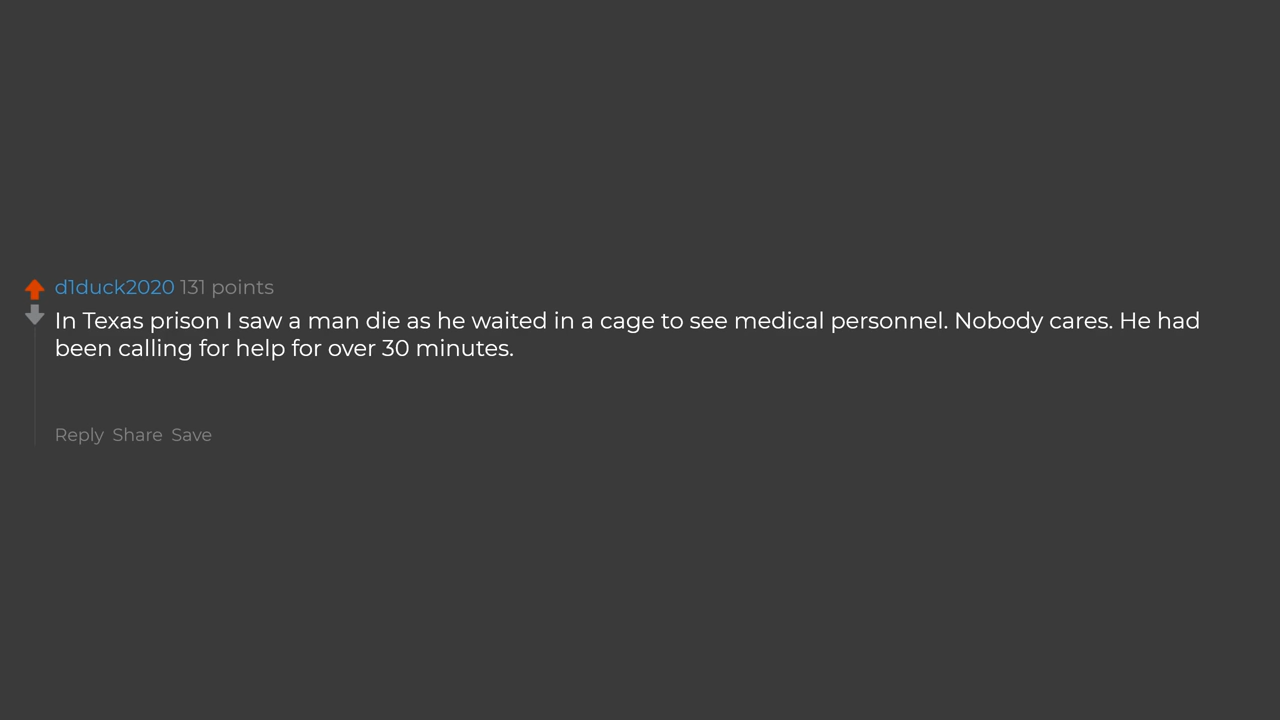 d1duck2020 131 points
In Texas prison I saw a man die as he waited in a cage to see medical personnel. Nobody cares. He had
been calling for help for over 30 minutes.
Reply Share Save